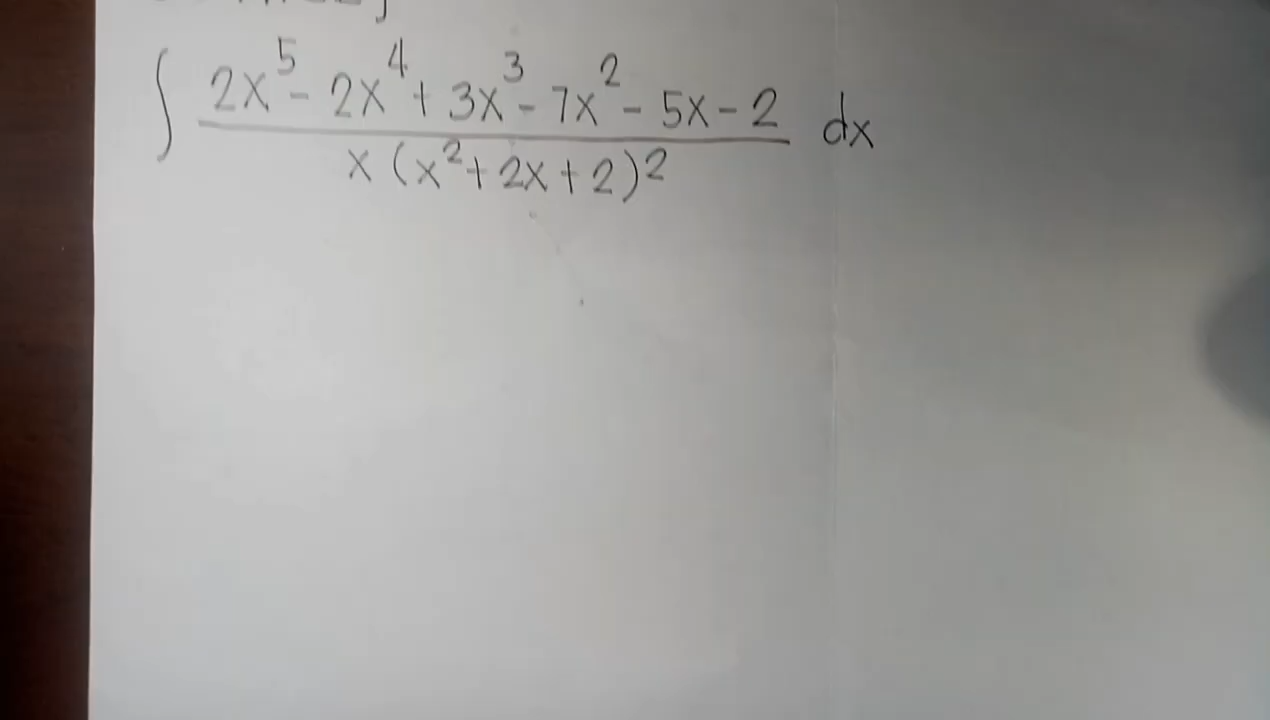 ∫ (2x⁵ - 2x⁴ + 3x³ - 7x² - 5x - 2) / (x(x² + 2x + 2)²) dx